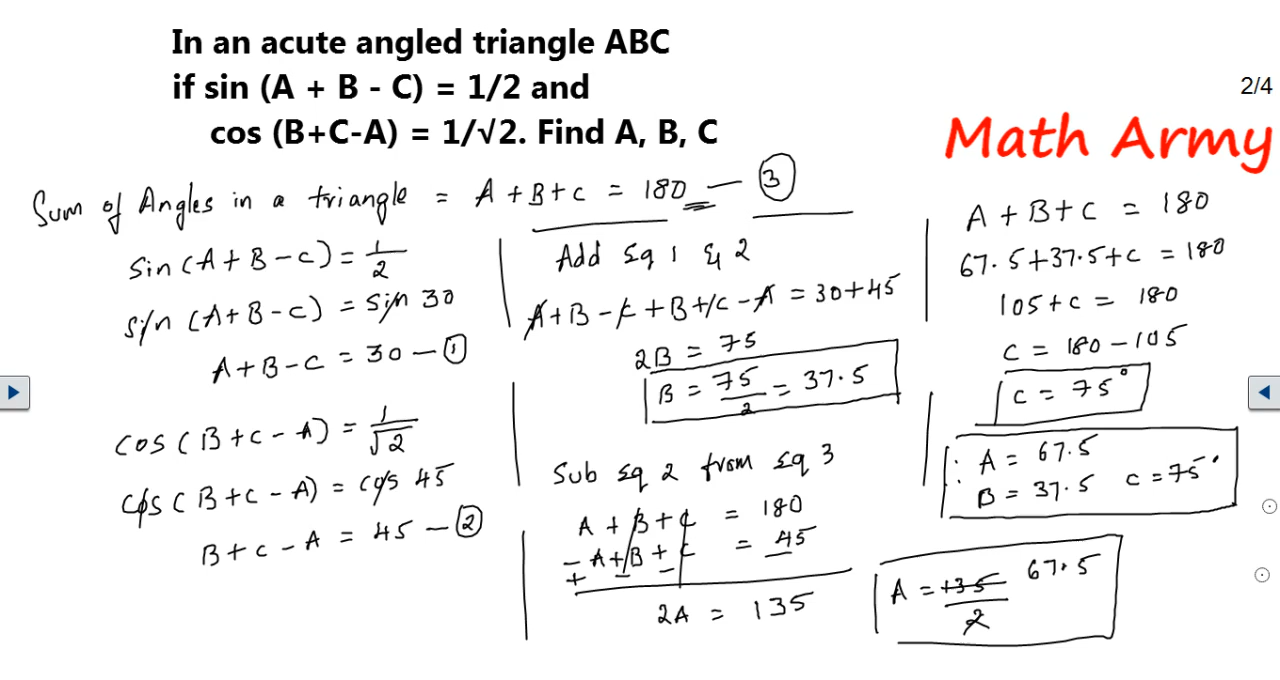 In an acute angled triangle ABC
if sin (A + B - C) = 1/2 and
cos (B+C-A) = 1/√2. Find A, B, C
2/4
Math Army
Sum of Angles in a triangle = A + B + C = 180 — ③
sin (A + B - C) = 1/2
sin (A + B - C) = sin 30
A + B - C = 30 — ①
cos (B + C - A) = 1/√2
cos (B + C - A) = cos 45
B + C - A = 45 — ②
Add Eq 1 & 2
A + B - C + B + C - A = 30 + 45
2B = 75
B = 75/2 = 37.5
Sub Eq 2 from Eq 3
A + B + C = 180
- A + B + C = 45
+ - - -
2A = 135
A + B + C = 180
67.5 + 37.5 + C = 180
105 + C = 180
C = 180 - 105
C = 75°
∴ A = 67.5
B = 37.5 C = 75°
A = 135/2 67.5